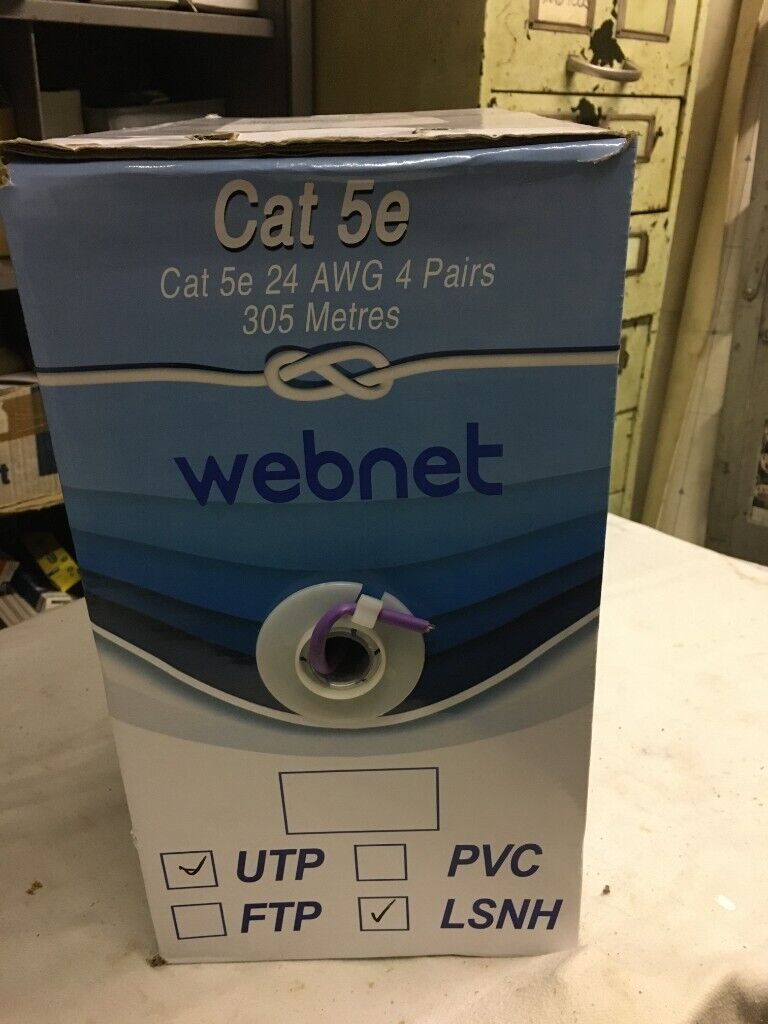 Cat 5e
Cat 5e 24 AWG 4 Pairs
305 Metres
webnet
UTP PVC
FTP LSNH